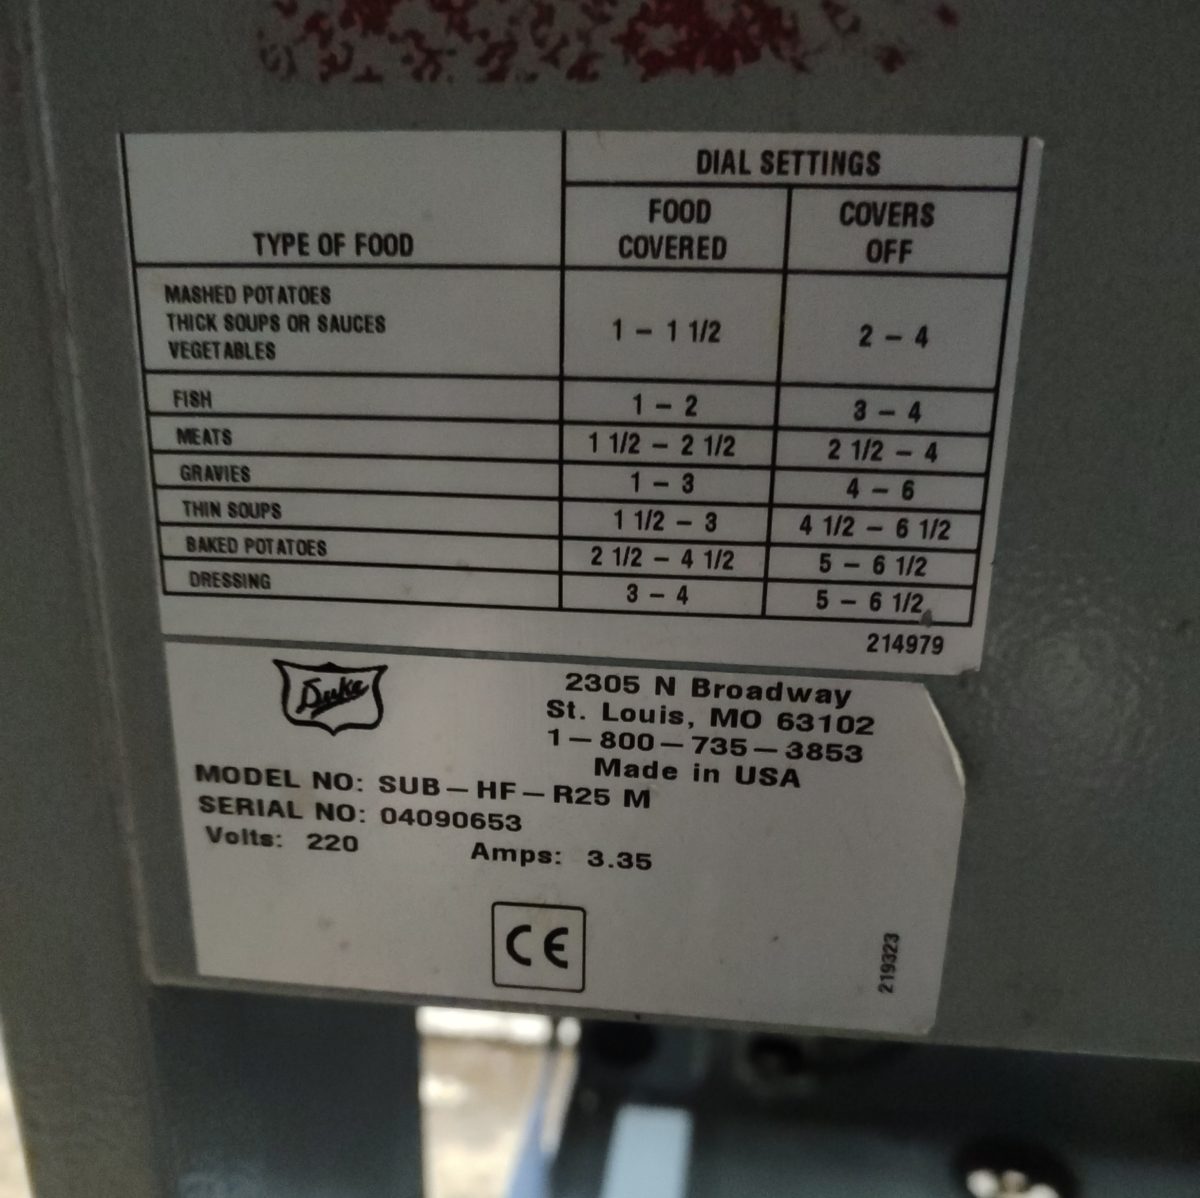 DIAL SETTINGS
TYPE OF FOOD FOOD COVERED COVERS OFF
MASHED POTATOES
THICK SOUPS OR SAUCES
VEGETABLES
1 – 1 1/2 2 – 4
FISH 1 – 2 3 – 4
MEATS 1 1/2 – 2 1/2 2 1/2 – 4
GRAVIES 1 – 3 4 – 6
THIN SOUPS 1 1/2 – 3 4 1/2 – 6 1/2
BAKED POTATOES 2 1/2 – 4 1/2 5 – 6 1/2
DRESSING 3 – 4 5 – 6 1/2
214979
Duke
2305 N Broadway
St. Louis, MO 63102
1–800–735–3853
Made in USA
MODEL NO: SUB–HF–R25 M
SERIAL NO: 04090653
Volts: 220 Amps: 3.35
CE
219323